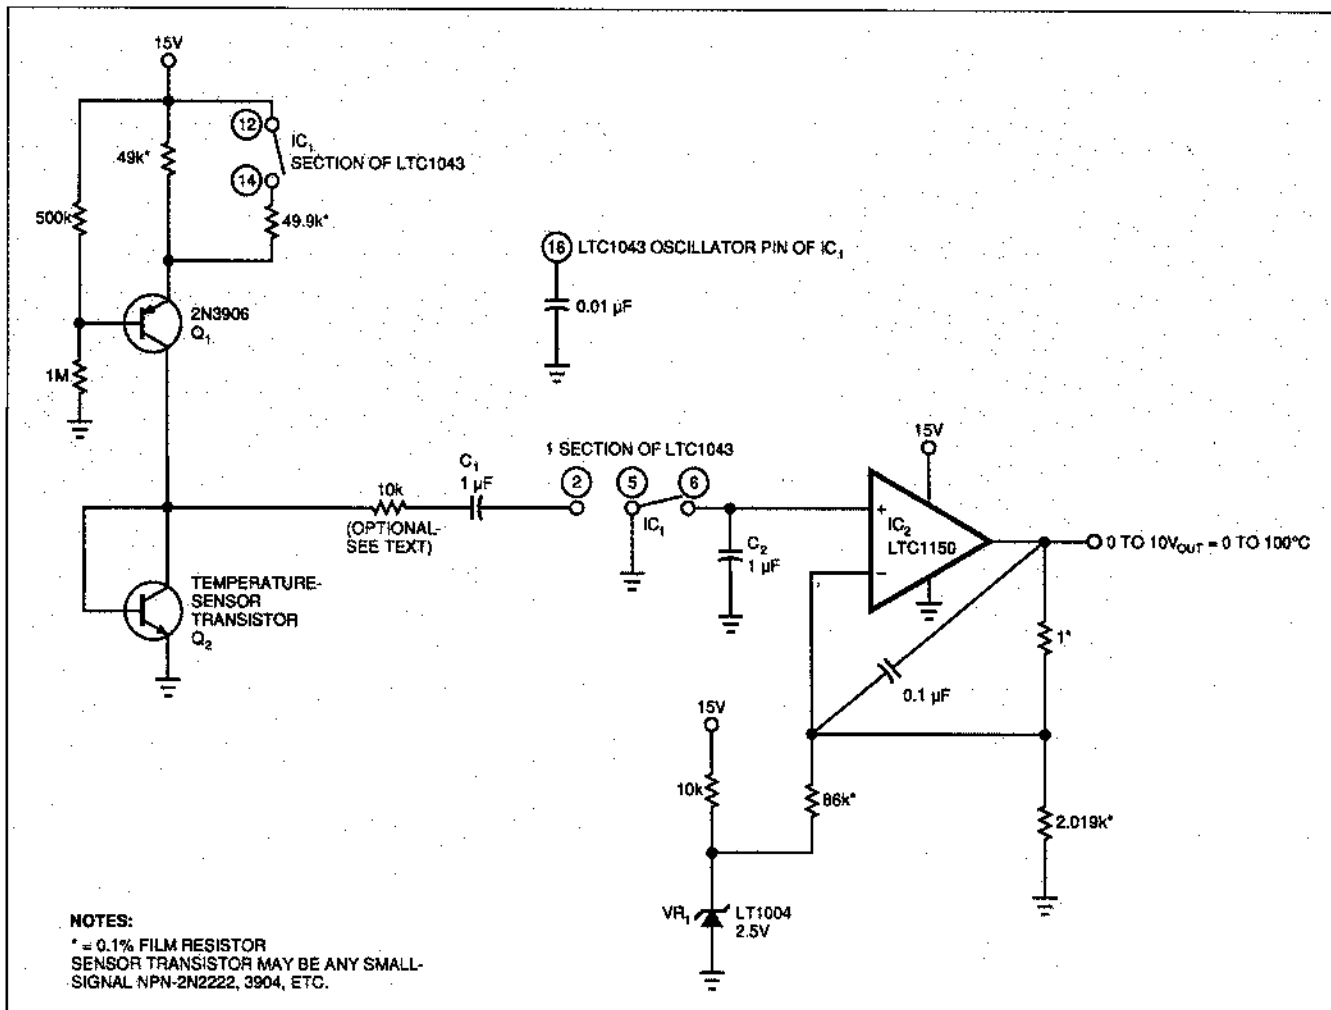 15V
12
IC1
SECTION OF LTC1043
49k*
14
500k
49.9k*
16 LTC1043 OSCILLATOR PIN OF IC1
0.01 µF
2N3906
Q1
1M
1 SECTION OF LTC1043
15V
C1
1 µF
2
5
6
10k
(OPTIONAL-
SEE TEXT)
IC1
+
IC2
LTC1150
−
C2
1 µF
0 TO 10VOUT = 0 TO 100°C
TEMPERATURE-
SENSOR
TRANSISTOR
Q2
1*
0.1 µF
15V
10k
86k*
2.019k*
VR1
LT1004
2.5V
NOTES:
* = 0.1% FILM RESISTOR
SENSOR TRANSISTOR MAY BE ANY SMALL-
SIGNAL NPN-2N2222, 3904, ETC.